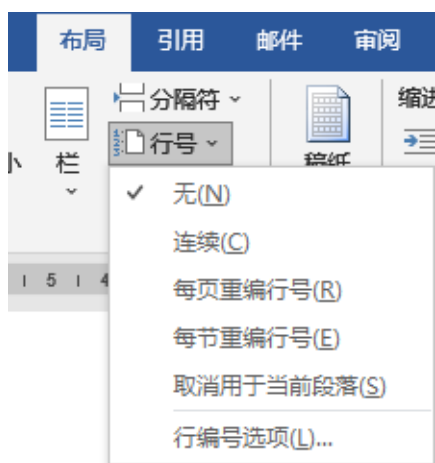 布局 引用 邮件 审阅
分隔符 缩进
行号
小 栏 稿纸
无(N)
连续(C)
每页重编行号(R)
5 4
每节重编行号(E)
取消用于当前段落(S)
行编号选项(L)...